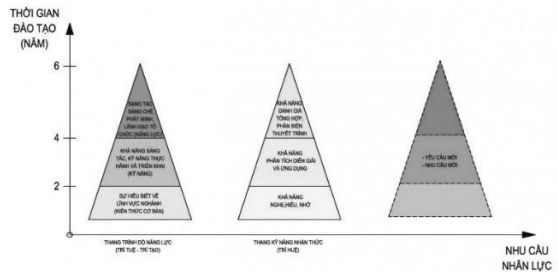 THỜI GIAN
ĐÀO TẠO
(NĂM)
6
4
2
SÁNG TÁC,
SÁNG CHẾ,
PHÁT MINH,
LÃNH ĐẠO TỔ
CHỨC (NĂNG LỰC)
KHẢ NĂNG SÁNG
TÁC, KỸ NĂNG THỰC
HÀNH VÀ TRIỂN KHAI
(KỸ NĂNG)
SỰ HIỂU BIẾT VỀ
LĨNH VỰC NGHÀNH
(KIẾN THỨC CƠ BẢN)
KHẢ NĂNG
ĐÁNH GIÁ
TỔNG HỢP,
PHẢN BIỆN
THUYẾT TRÌNH
KHẢ NĂNG
PHÂN TÍCH DIỄN GIẢI
VÀ ỨNG DỤNG
KHẢ NĂNG
NGHE, HIỂU, NHỚ
- YÊU CẦU MỚI
- NHU CẦU MỚI
THANG TRÌNH ĐỘ NĂNG LỰC
(TRÍ TUỆ - TRÍ TẠO)
THANG KỸ NĂNG NHẬN THỨC
(TRÍ HUỆ)
NHU CẦU
NHÂN LỰC